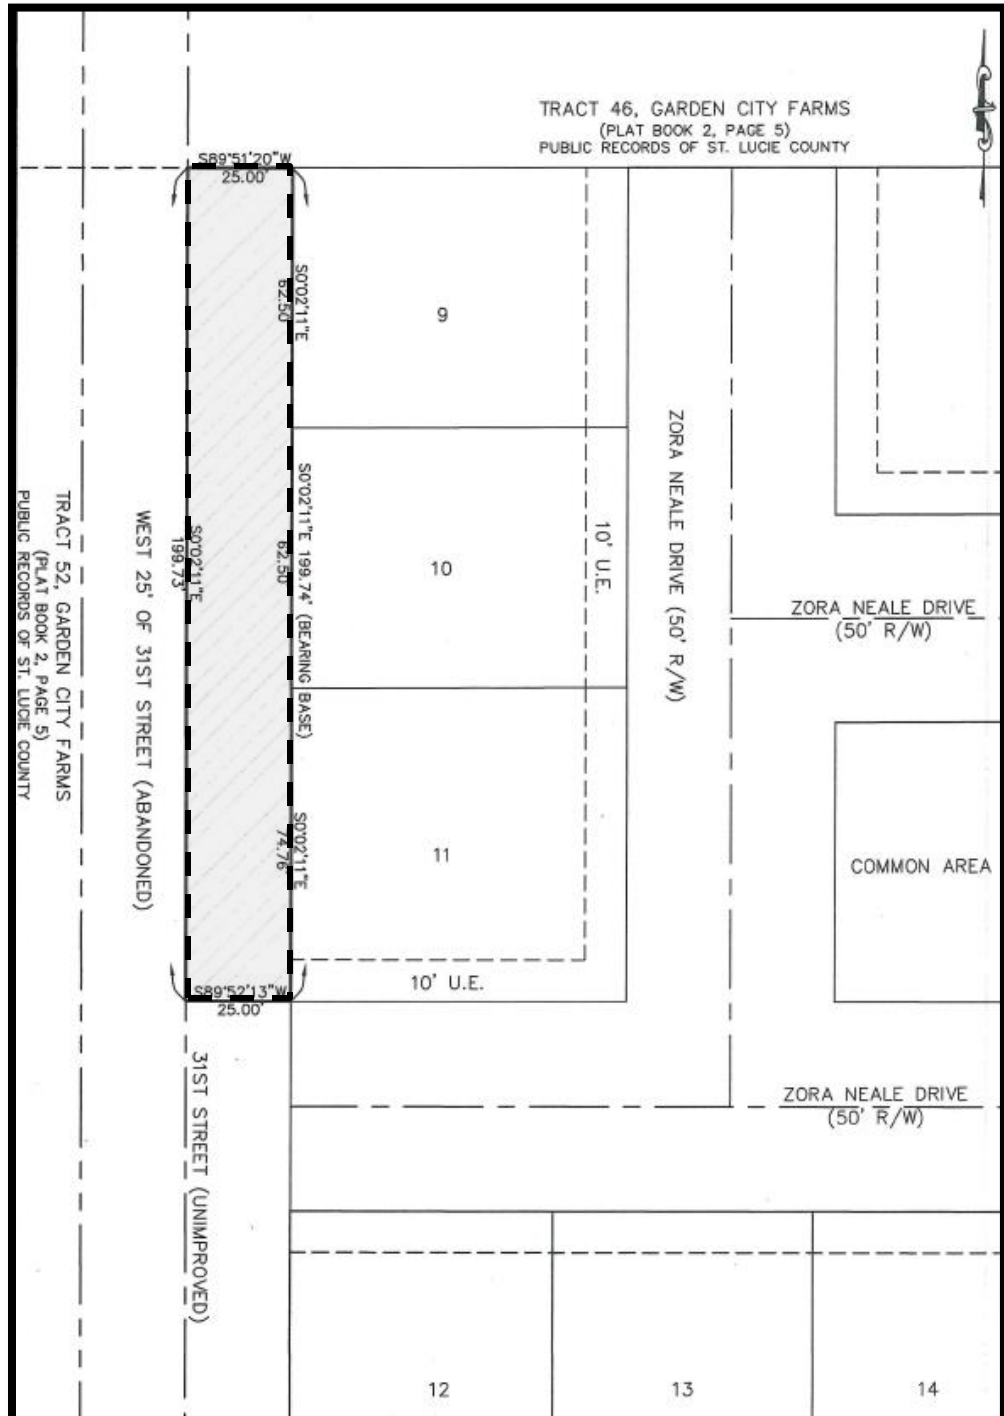 TRACT 46, GARDEN CITY FARMS
(PLAT BOOK 2, PAGE 5)
PUBLIC RECORDS OF ST. LUCIE COUNTY
S89°51'20"W
25.00'
S0°02'11"E
62.50'
9
S0°02'11"E 199.74' (BEARING BASE)
62.50'
10
10' U.E.
ZORA NEALE DRIVE (50' R/W)
ZORA NEALE DRIVE
(50' R/W)
S0°02'11"E
199.73'
WEST 25' OF 31ST STREET (ABANDONED)
TRACT 52, GARDEN CITY FARMS
(PLAT BOOK 2, PAGE 5)
PUBLIC RECORDS OF ST. LUCIE COUNTY
S0°02'11"E
74.76'
11
COMMON AREA
10' U.E.
S89°52'13"W
25.00'
31ST STREET (UNIMPROVED)
ZORA NEALE DRIVE
(50' R/W)
12
13
14